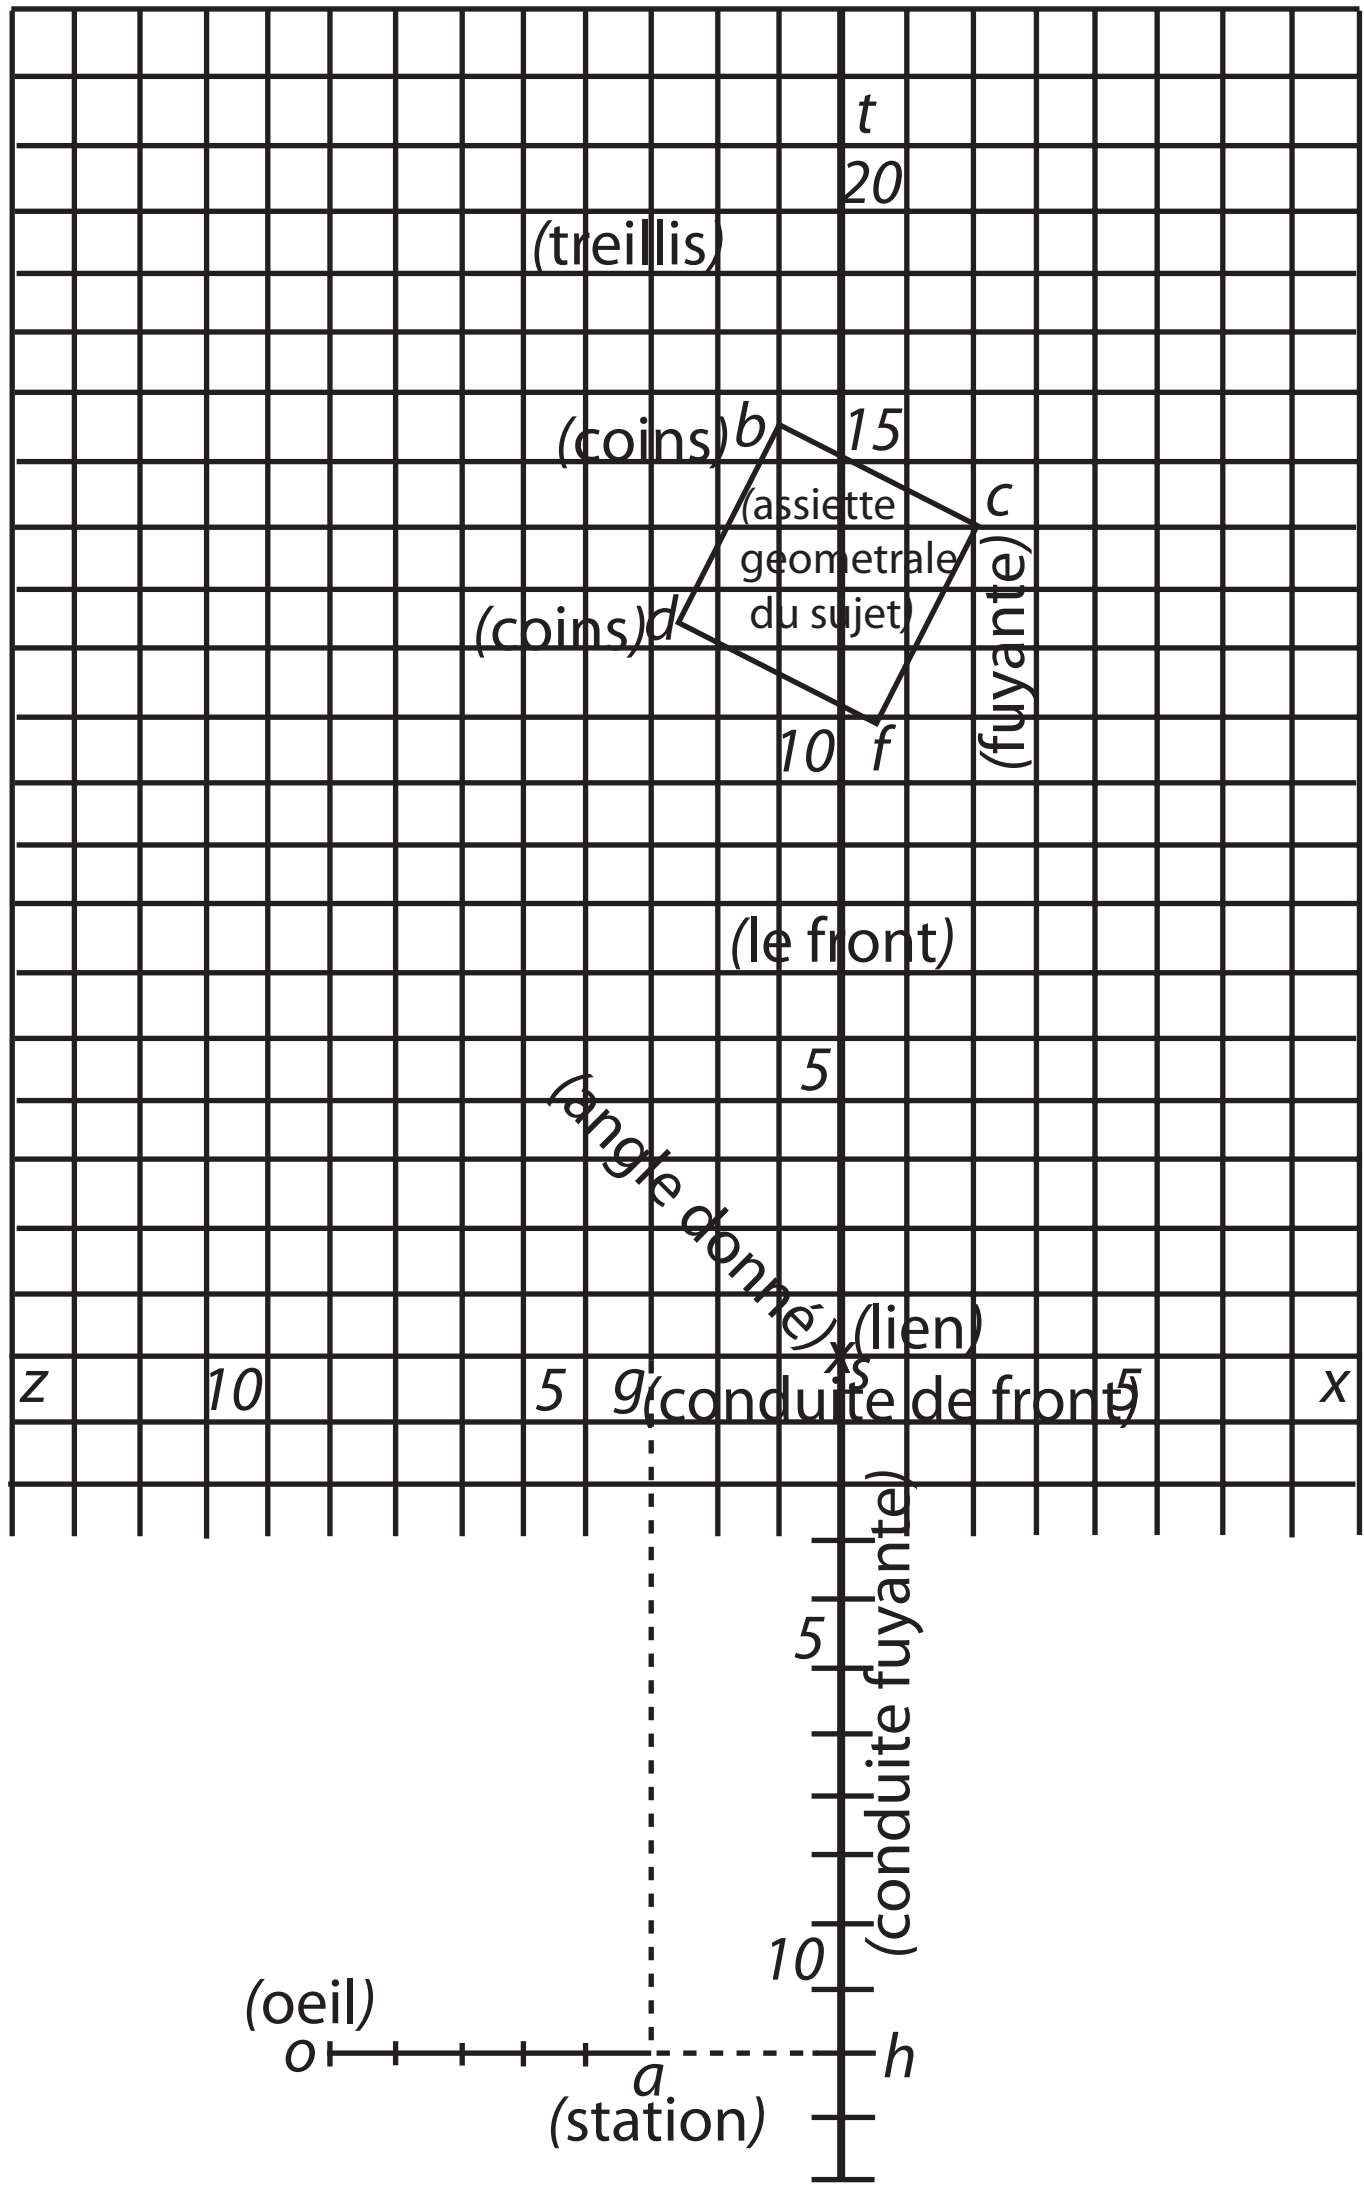 t
20
(treillis)
(coins) b 15
c
(assiette
geometrale
du sujet)
(fuyante)
(coins) d
10 f
(le front)
5
(angle donné)
(lien)
z 10 5 g s 5 x
(conduite de front)
(conduite fuyante)
5
10
(oeil)
o a h
(station)